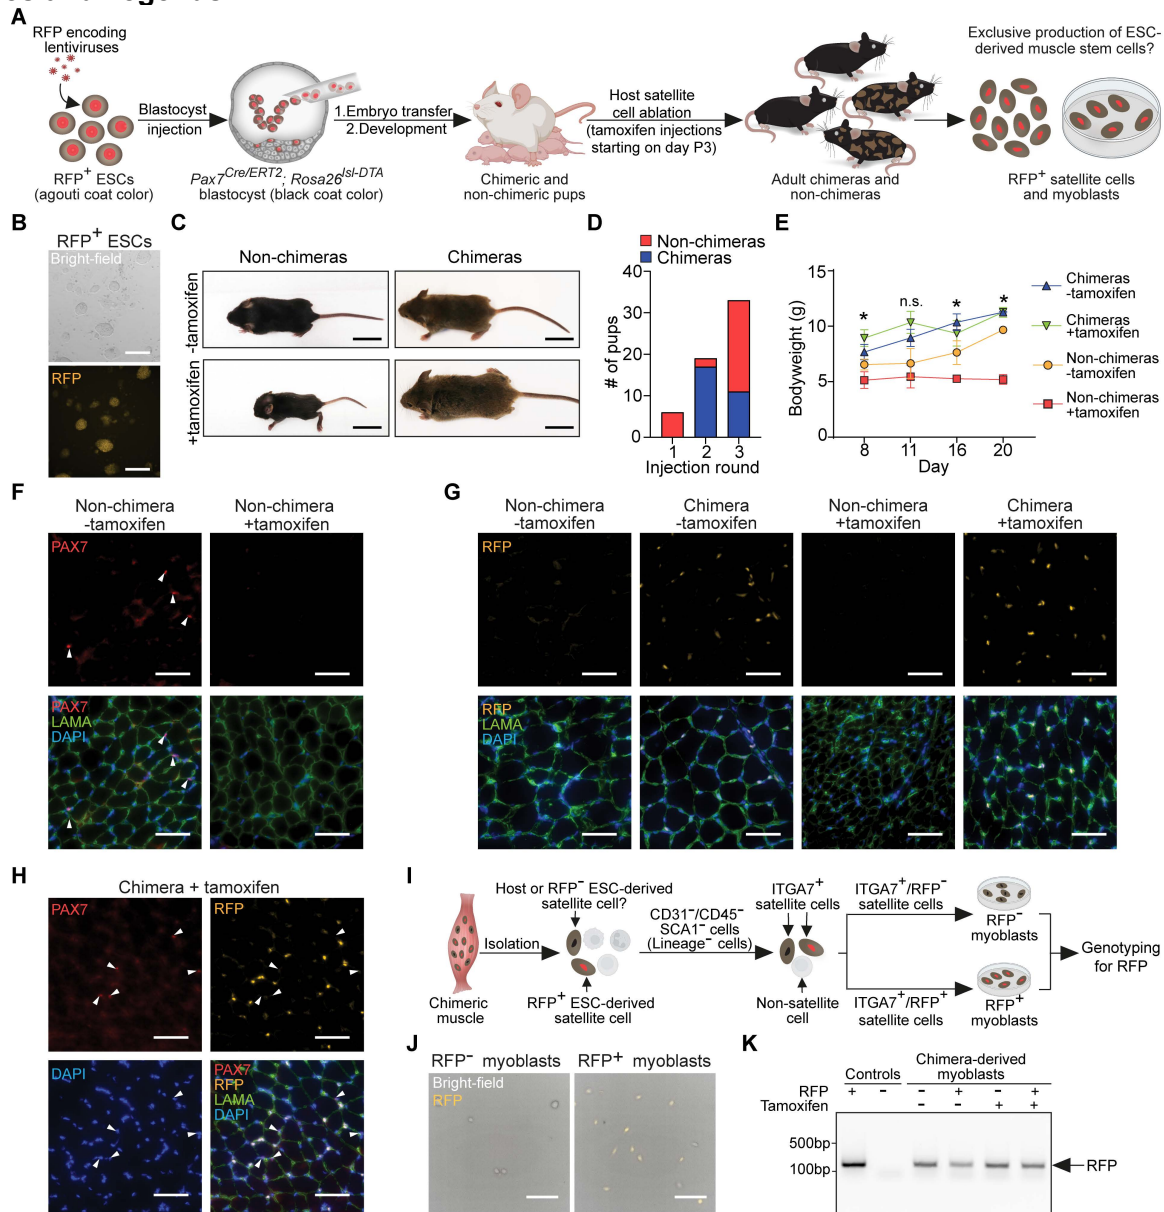 A
RFP encoding
lentiviruses
RFP+ ESCs
(agouti coat color)
Blastocyst
injection
Pax7Cre/ERT2; Rosa26lsl-DTA
blastocyst (black coat color)
1.Embryo transfer
2.Development
Chimeric and
non-chimeric pups
Host satellite
cell ablation
(tamoxifen injections
starting on day P3)
Adult chimeras and
non-chimeras
Exclusive production of ESC-
derived muscle stem cells?
RFP+ satellite cells
and myoblasts
B
RFP+ ESCs
Bright-field
RFP
C
Non-chimeras
Chimeras
-tamoxifen
+tamoxifen
D
Non-chimeras
Chimeras
# of pups
40
30
20
10
0
1 2 3
Injection round
E
Bodyweight (g)
15
10
5
0
* n.s. * *
8 11 16 20
Day
Chimeras
-tamoxifen
Chimeras
+tamoxifen
Non-chimeras
-tamoxifen
Non-chimeras
+tamoxifen
F
Non-chimera
-tamoxifen
Non-chimera
+tamoxifen
PAX7
PAX7
LAMA
DAPI
G
Non-chimera
-tamoxifen
Chimera
-tamoxifen
Non-chimera
+tamoxifen
Chimera
+tamoxifen
RFP
RFP
LAMA
DAPI
H
Chimera + tamoxifen
PAX7
RFP
DAPI
PAX7
RFP
LAMA
DAPI
I
Chimeric
muscle
Isolation
Host or RFP− ESC-derived
satellite cell?
RFP+ ESC-derived
satellite cell
CD31−/CD45−
SCA1− cells
(Lineage− cells)
ITGA7+
satellite cells
Non-satellite
cell
ITGA7+/RFP−
satellite cells
ITGA7+/RFP+
satellite cells
RFP−
myoblasts
RFP+
myoblasts
Genotyping
for RFP
J
RFP− myoblasts
RFP+ myoblasts
Bright-field
RFP
K
Controls
Chimera-derived
myoblasts
RFP + - - + - +
Tamoxifen - - + +
500bp
100bp
RFP